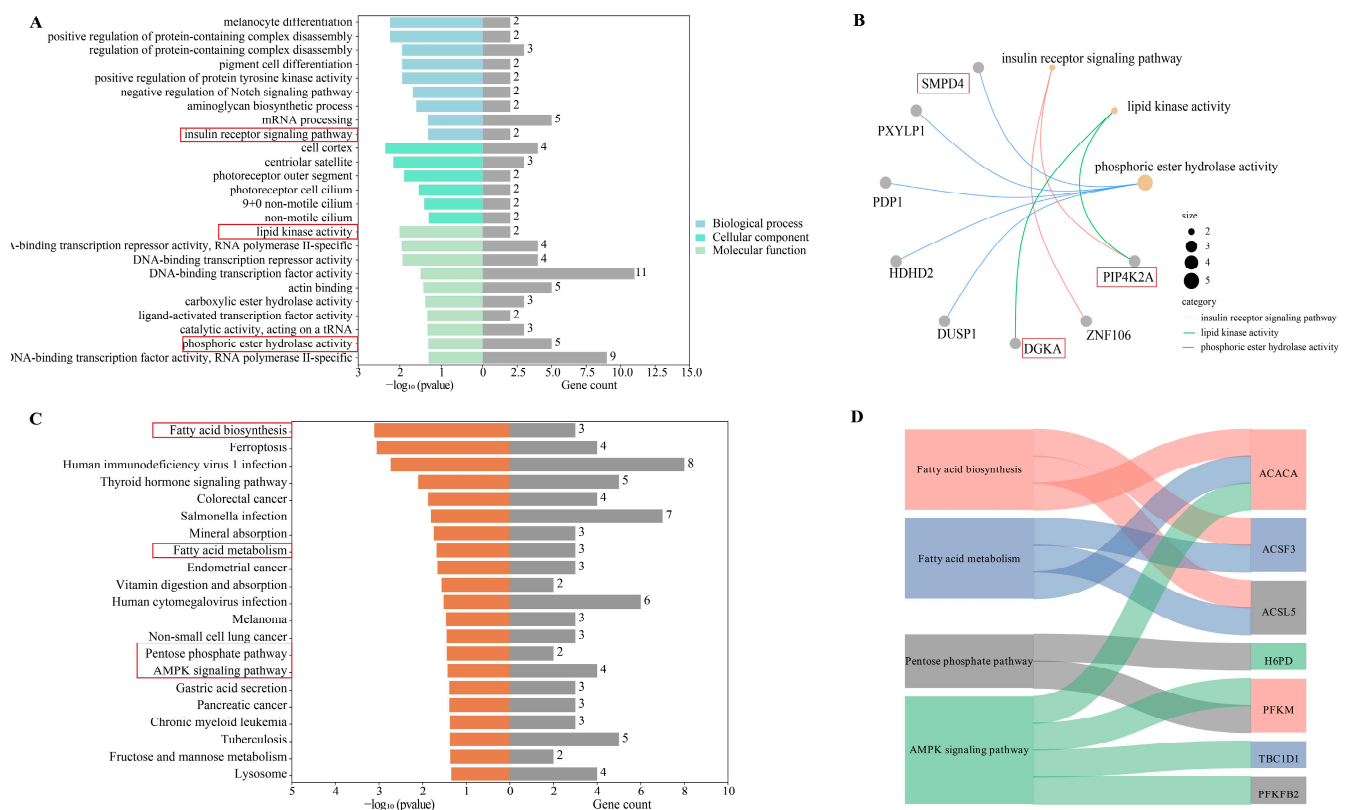 A
melanocyte differentiation 2
positive regulation of protein-containing complex disassembly 2
regulation of protein-containing complex disassembly 3
pigment cell differentiation 2
positive regulation of protein tyrosine kinase activity 2
negative regulation of Notch signaling pathway 2
aminoglycan biosynthetic process 2
mRNA processing 5
insulin receptor signaling pathway 2
cell cortex 4
centriolar satellite 3
photoreceptor outer segment 2
photoreceptor cell cilium 2
9+0 non-motile cilium 2
non-motile cilium 2
lipid kinase activity 2
-binding transcription repressor activity, RNA polymerase II-specific 4
DNA-binding transcription repressor activity 4
DNA-binding transcription factor activity 11
actin binding 5
carboxylic ester hydrolase activity 3
ligand-activated transcription factor activity 2
catalytic activity, acting on a tRNA 3
phosphoric ester hydrolase activity 5
DNA-binding transcription factor activity, RNA polymerase II-specific 9
3 2 1 0 2.5 5.0 7.5 10.0 12.5 15.0
−log₁₀ (pvalue) Gene count
Biological process
Cellular component
Molecular function
B
insulin receptor signaling pathway
SMPD4
lipid kinase activity
PXYLP1
phosphoric ester hydrolase activity
PDP1
HDHD2
PIP4K2A
DUSP1
ZNF106
DGKA
size
2
3
4
5
category
insulin receptor signaling pathway
lipid kinase activity
phosphoric ester hydrolase activity
C
Fatty acid biosynthesis 3
Ferroptosis 4
Human immunodeficiency virus 1 infection 8
Thyroid hormone signaling pathway 5
Colorectal cancer 4
Salmonella infection 7
Mineral absorption 3
Fatty acid metabolism 3
Endometrial cancer 3
Vitamin digestion and absorption 2
Human cytomegalovirus infection 6
Melanoma 3
Non-small cell lung cancer 3
Pentose phosphate pathway 2
AMPK signaling pathway 4
Gastric acid secretion 3
Pancreatic cancer 3
Chronic myeloid leukemia 3
Tuberculosis 5
Fructose and mannose metabolism 2
Lysosome 4
5 4 3 2 1 0 2 4 6 8 10
−log₁₀ (pvalue) Gene count
D
Fatty acid biosynthesis
Fatty acid metabolism
Pentose phosphate pathway
AMPK signaling pathway
ACACA
ACSF3
ACSL5
H6PD
PFKM
TBC1D1
PFKFB2